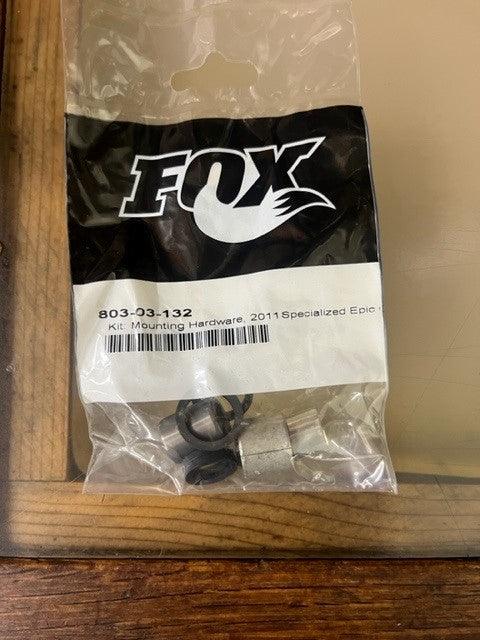 FOX
803-03-132
Kit: Mounting Hardware, 2011 Specialized Epic